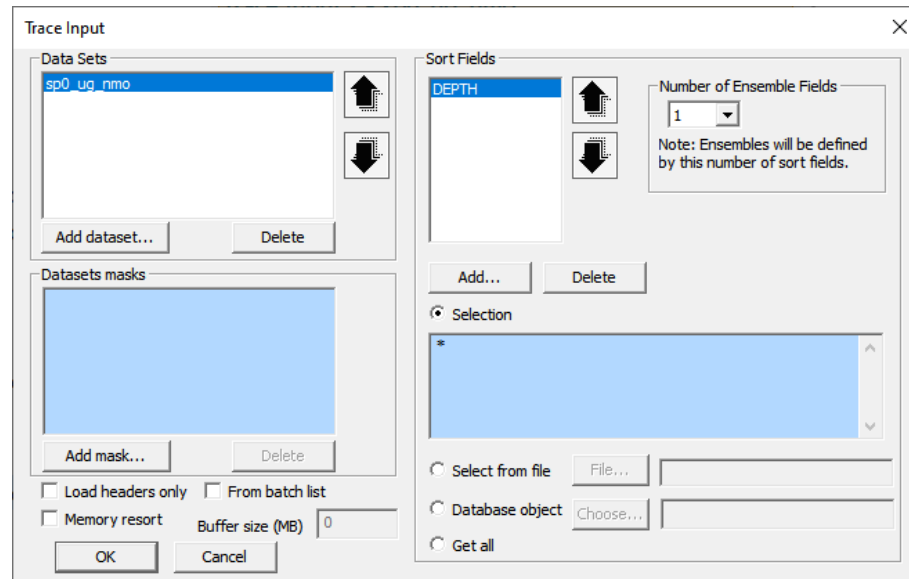 Trace Input
Data Sets
sp0_ug_nmo
Add dataset...
Delete
Datasets masks
Add mask...
Delete
Load headers only
From batch list
Memory resort
Buffer size (MB)
0
OK
Cancel
Sort Fields
DEPTH
Number of Ensemble Fields
1
Note: Ensembles will be defined
by this number of sort fields.
Add...
Delete
Selection
*
Select from file
File...
Database object
Choose...
Get all